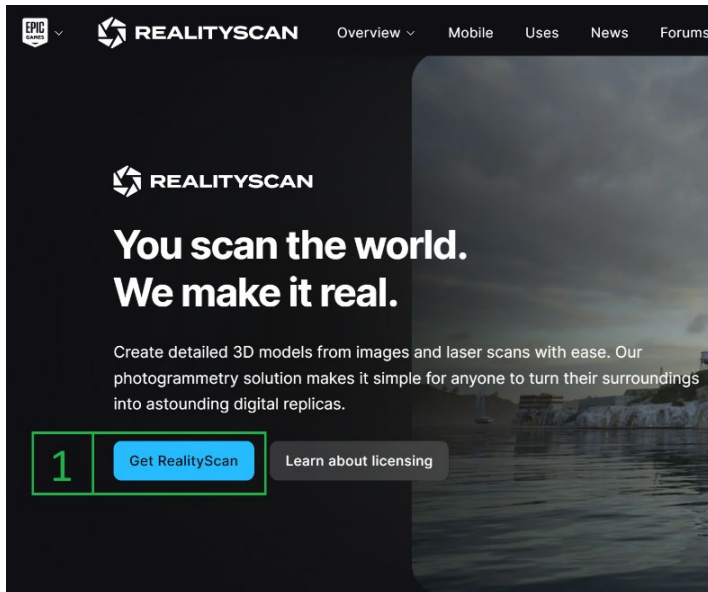 EPIC
GAMES
REALITYSCAN
Overview
Mobile
Uses
News
Forums
REALITYSCAN
You scan the world.
We make it real.
Create detailed 3D models from images and laser scans with ease. Our
photogrammetry solution makes it simple for anyone to turn their surroundings
into astounding digital replicas.
1
Get RealityScan
Learn about licensing